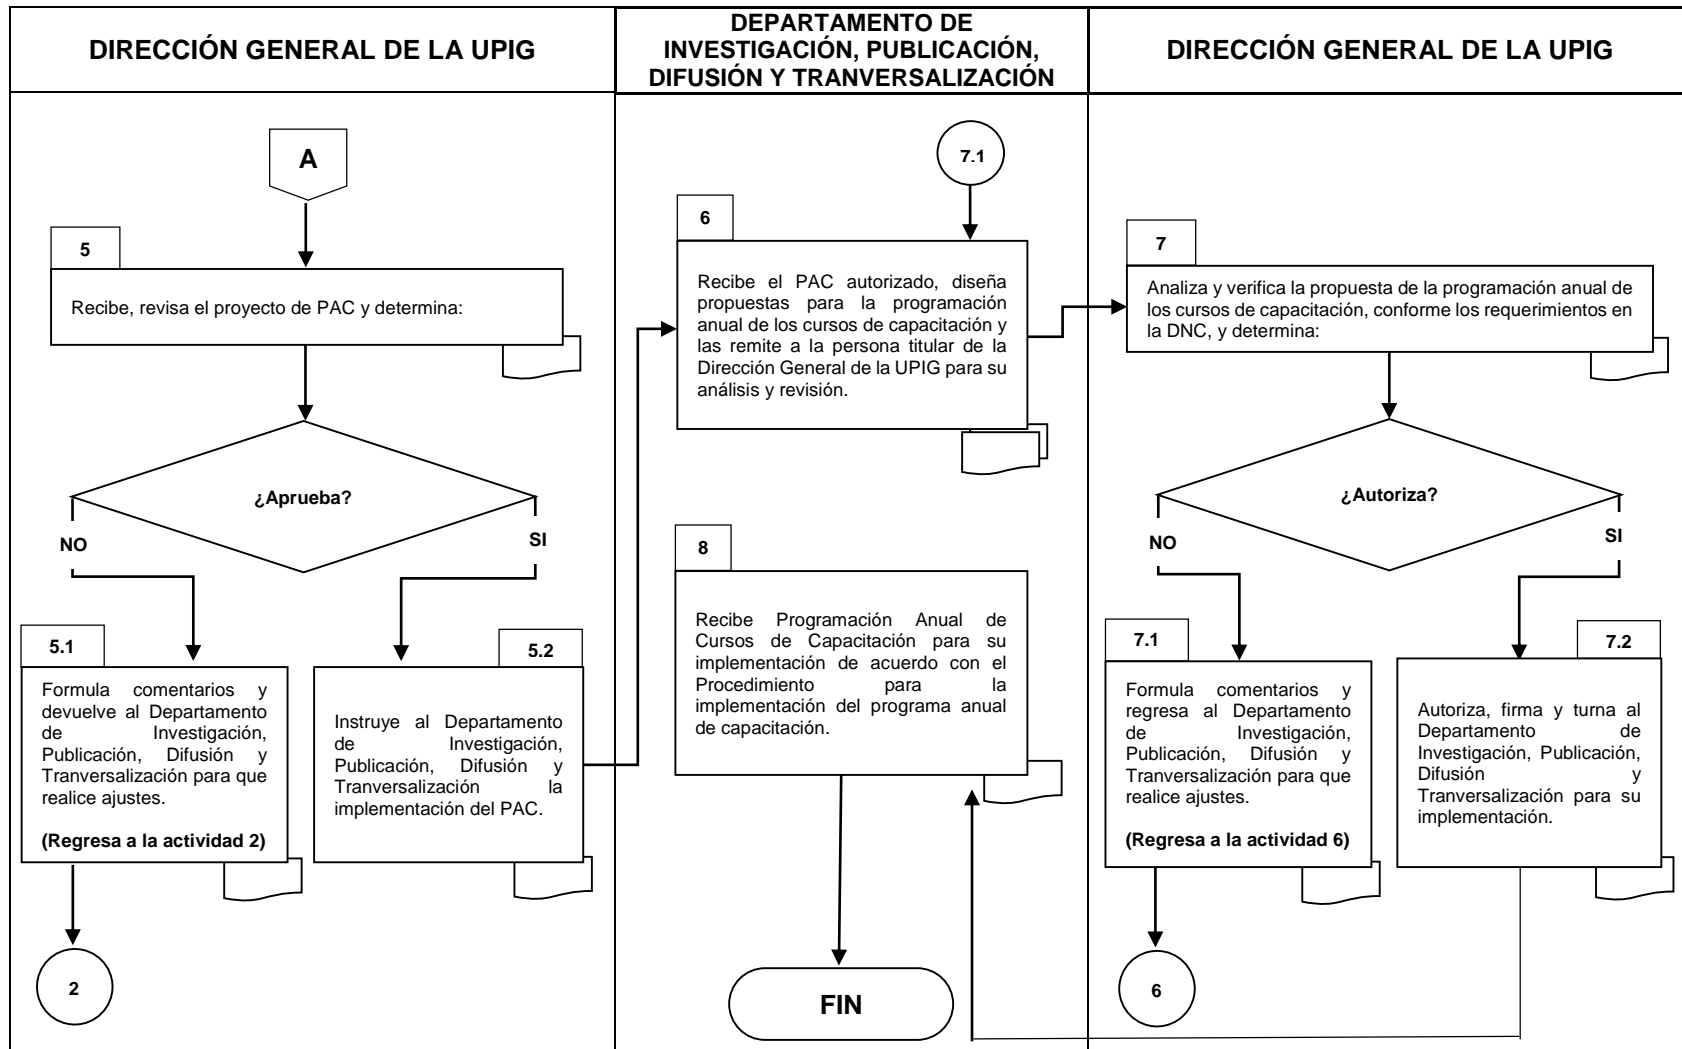 DIRECCIÓN GENERAL DE LA UPIG
DEPARTAMENTO DE
INVESTIGACIÓN, PUBLICACIÓN,
DIFUSIÓN Y TRANVERSALIZACIÓN
DIRECCIÓN GENERAL DE LA UPIG
A
5
Recibe, revisa el proyecto de PAC y determina:
¿Aprueba?
NO
SI
5.1
Formula comentarios y
devuelve al Departamento
de Investigación,
Publicación, Difusión y
Tranversalización para que
realice ajustes.
(Regresa a la actividad 2)
2
5.2
Instruye al Departamento
de Investigación,
Publicación, Difusión y
Tranversalización la
implementación del PAC.
7.1
6
Recibe el PAC autorizado, diseña
propuestas para la programación
anual de los cursos de capacitación y
las remite a la persona titular de la
Dirección General de la UPIG para su
análisis y revisión.
8
Recibe Programación Anual de
Cursos de Capacitación para su
implementación de acuerdo con el
Procedimiento para la
implementación del programa anual
de capacitación.
FIN
7
Analiza y verifica la propuesta de la programación anual de
los cursos de capacitación, conforme los requerimientos en
la DNC, y determina:
¿Autoriza?
NO
SI
7.1
Formula comentarios y
regresa al Departamento
de Investigación,
Publicación, Difusión y
Tranversalización para que
realice ajustes.
(Regresa a la actividad 6)
6
7.2
Autoriza, firma y turna al
Departamento de
Investigación, Publicación,
Difusión y
Tranversalización para su
implementación.